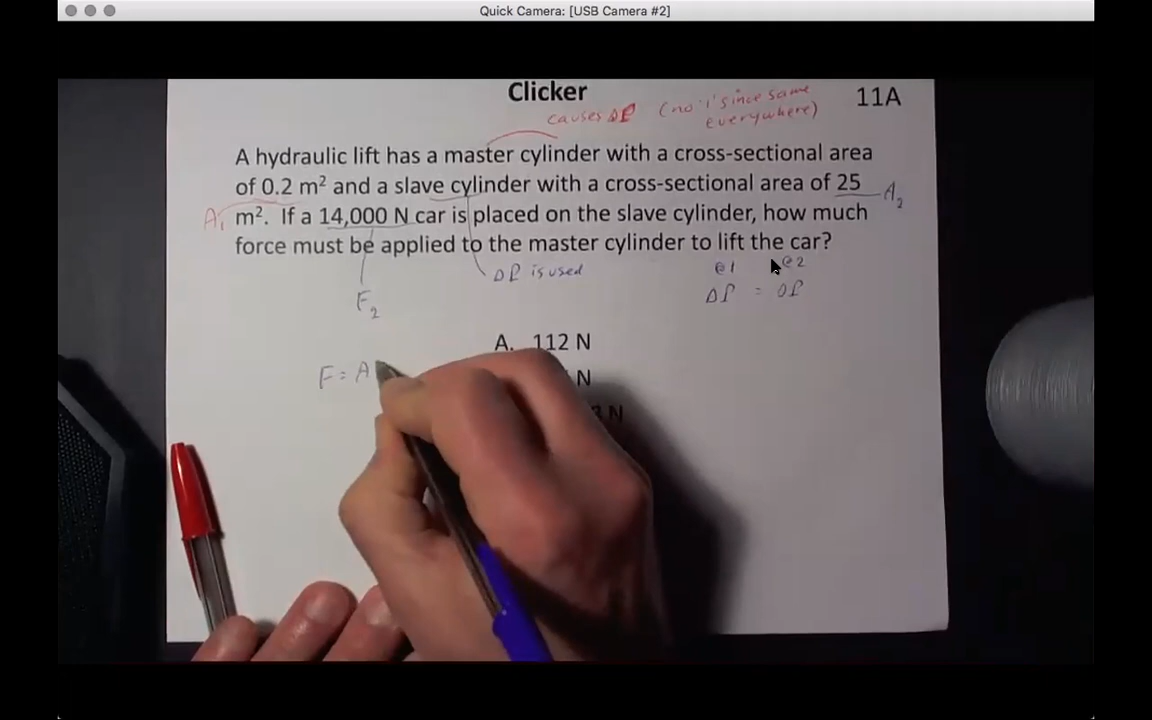 Quick Camera: [USB Camera #2]
Clicker
11A
causes ΔP (no 'i' since same
everywhere)
A hydraulic lift has a master cylinder with a cross-sectional area
of 0.2 m² and a slave cylinder with a cross-sectional area of 25 A₂
A₁ m². If a 14,000 N car is placed on the slave cylinder, how much
force must be applied to the master cylinder to lift the car?
ΔP is used
@1 @2
ΔP = ΔP
F₂
A. 112 N
F = A
N
N